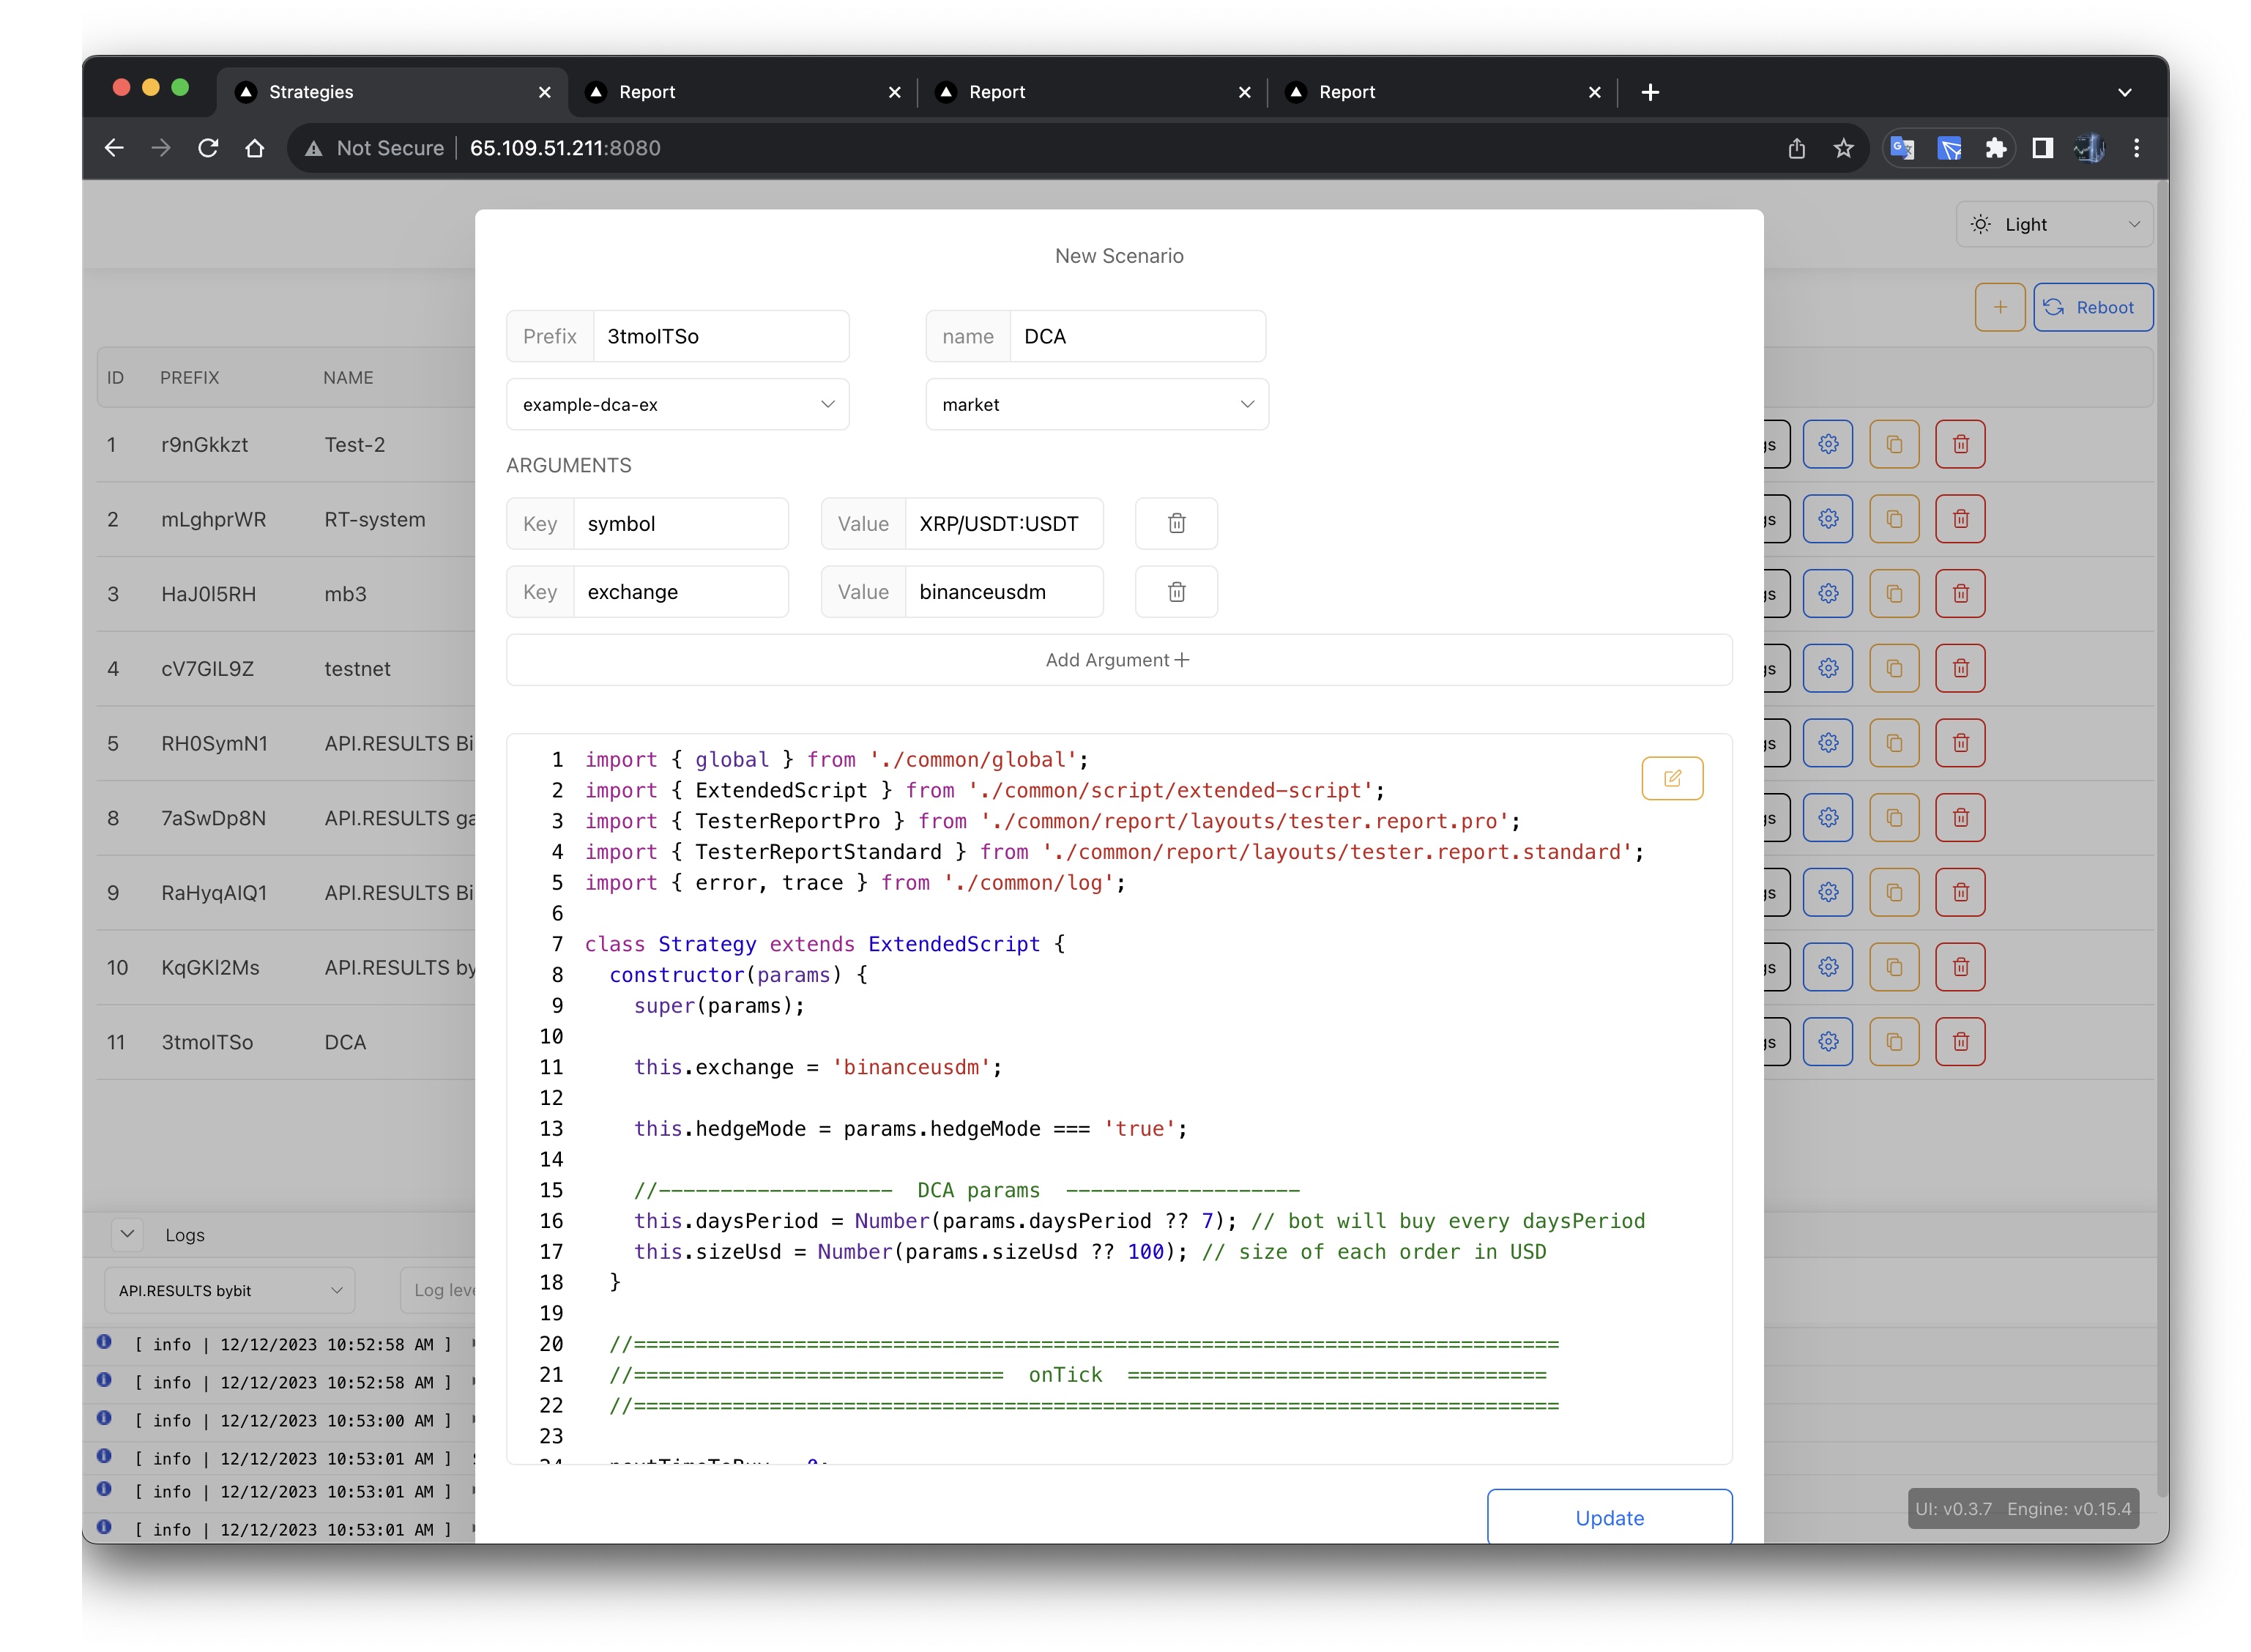 Strategies
Report
Report
Report
Not Secure
65.109.51.211:8080
Light
New Scenario
Prefix 3tmoITSo name DCA
Reboot
example-dca-ex market
ID PREFIX NAME
ARGUMENTS
1 r9nGkkzt Test-2
Key symbol Value XRP/USDT:USDT
2 mLghprWR RT-system
Key exchange Value binanceusdm
3 HaJ0I5RH mb3
Add Argument
4 cV7GIL9Z testnet
5 RH0SymN1 API.RESULTS Bi
8 7aSwDp8N API.RESULTS ga
9 RaHyqAIQ1 API.RESULTS Bi
10 KqGKI2Ms API.RESULTS by
11 3tmoITSo DCA
gs
gs
gs
gs
gs
gs
gs
gs
gs
1 import { global } from './common/global';
2 import { ExtendedScript } from './common/script/extended-script';
3 import { TesterReportPro } from './common/report/layouts/tester.report.pro';
4 import { TesterReportStandard } from './common/report/layouts/tester.report.standard';
5 import { error, trace } from './common/log';
6
7 class Strategy extends ExtendedScript {
8 constructor(params) {
9 super(params);
10
11 this.exchange = 'binanceusdm';
12
13 this.hedgeMode = params.hedgeMode === 'true';
14
15 //------------------- DCA params -------------------
16 this.daysPeriod = Number(params.daysPeriod ?? 7); // bot will buy every daysPeriod
17 this.sizeUsd = Number(params.sizeUsd ?? 100); // size of each order in USD
18 }
19
20 //===========================================================================
21 //============================== onTick ==================================
22 //===========================================================================
23
24 nextTimeToBuy = 0;
Update
Logs
API.RESULTS bybit
Log leve
[ info | 12/12/2023 10:52:58 AM ]
[ info | 12/12/2023 10:52:58 AM ]
[ info | 12/12/2023 10:53:00 AM ]
[ info | 12/12/2023 10:53:01 AM ]
[ info | 12/12/2023 10:53:01 AM ]
[ info | 12/12/2023 10:53:01 AM ]
UI: v0.3.7 Engine: v0.15.4